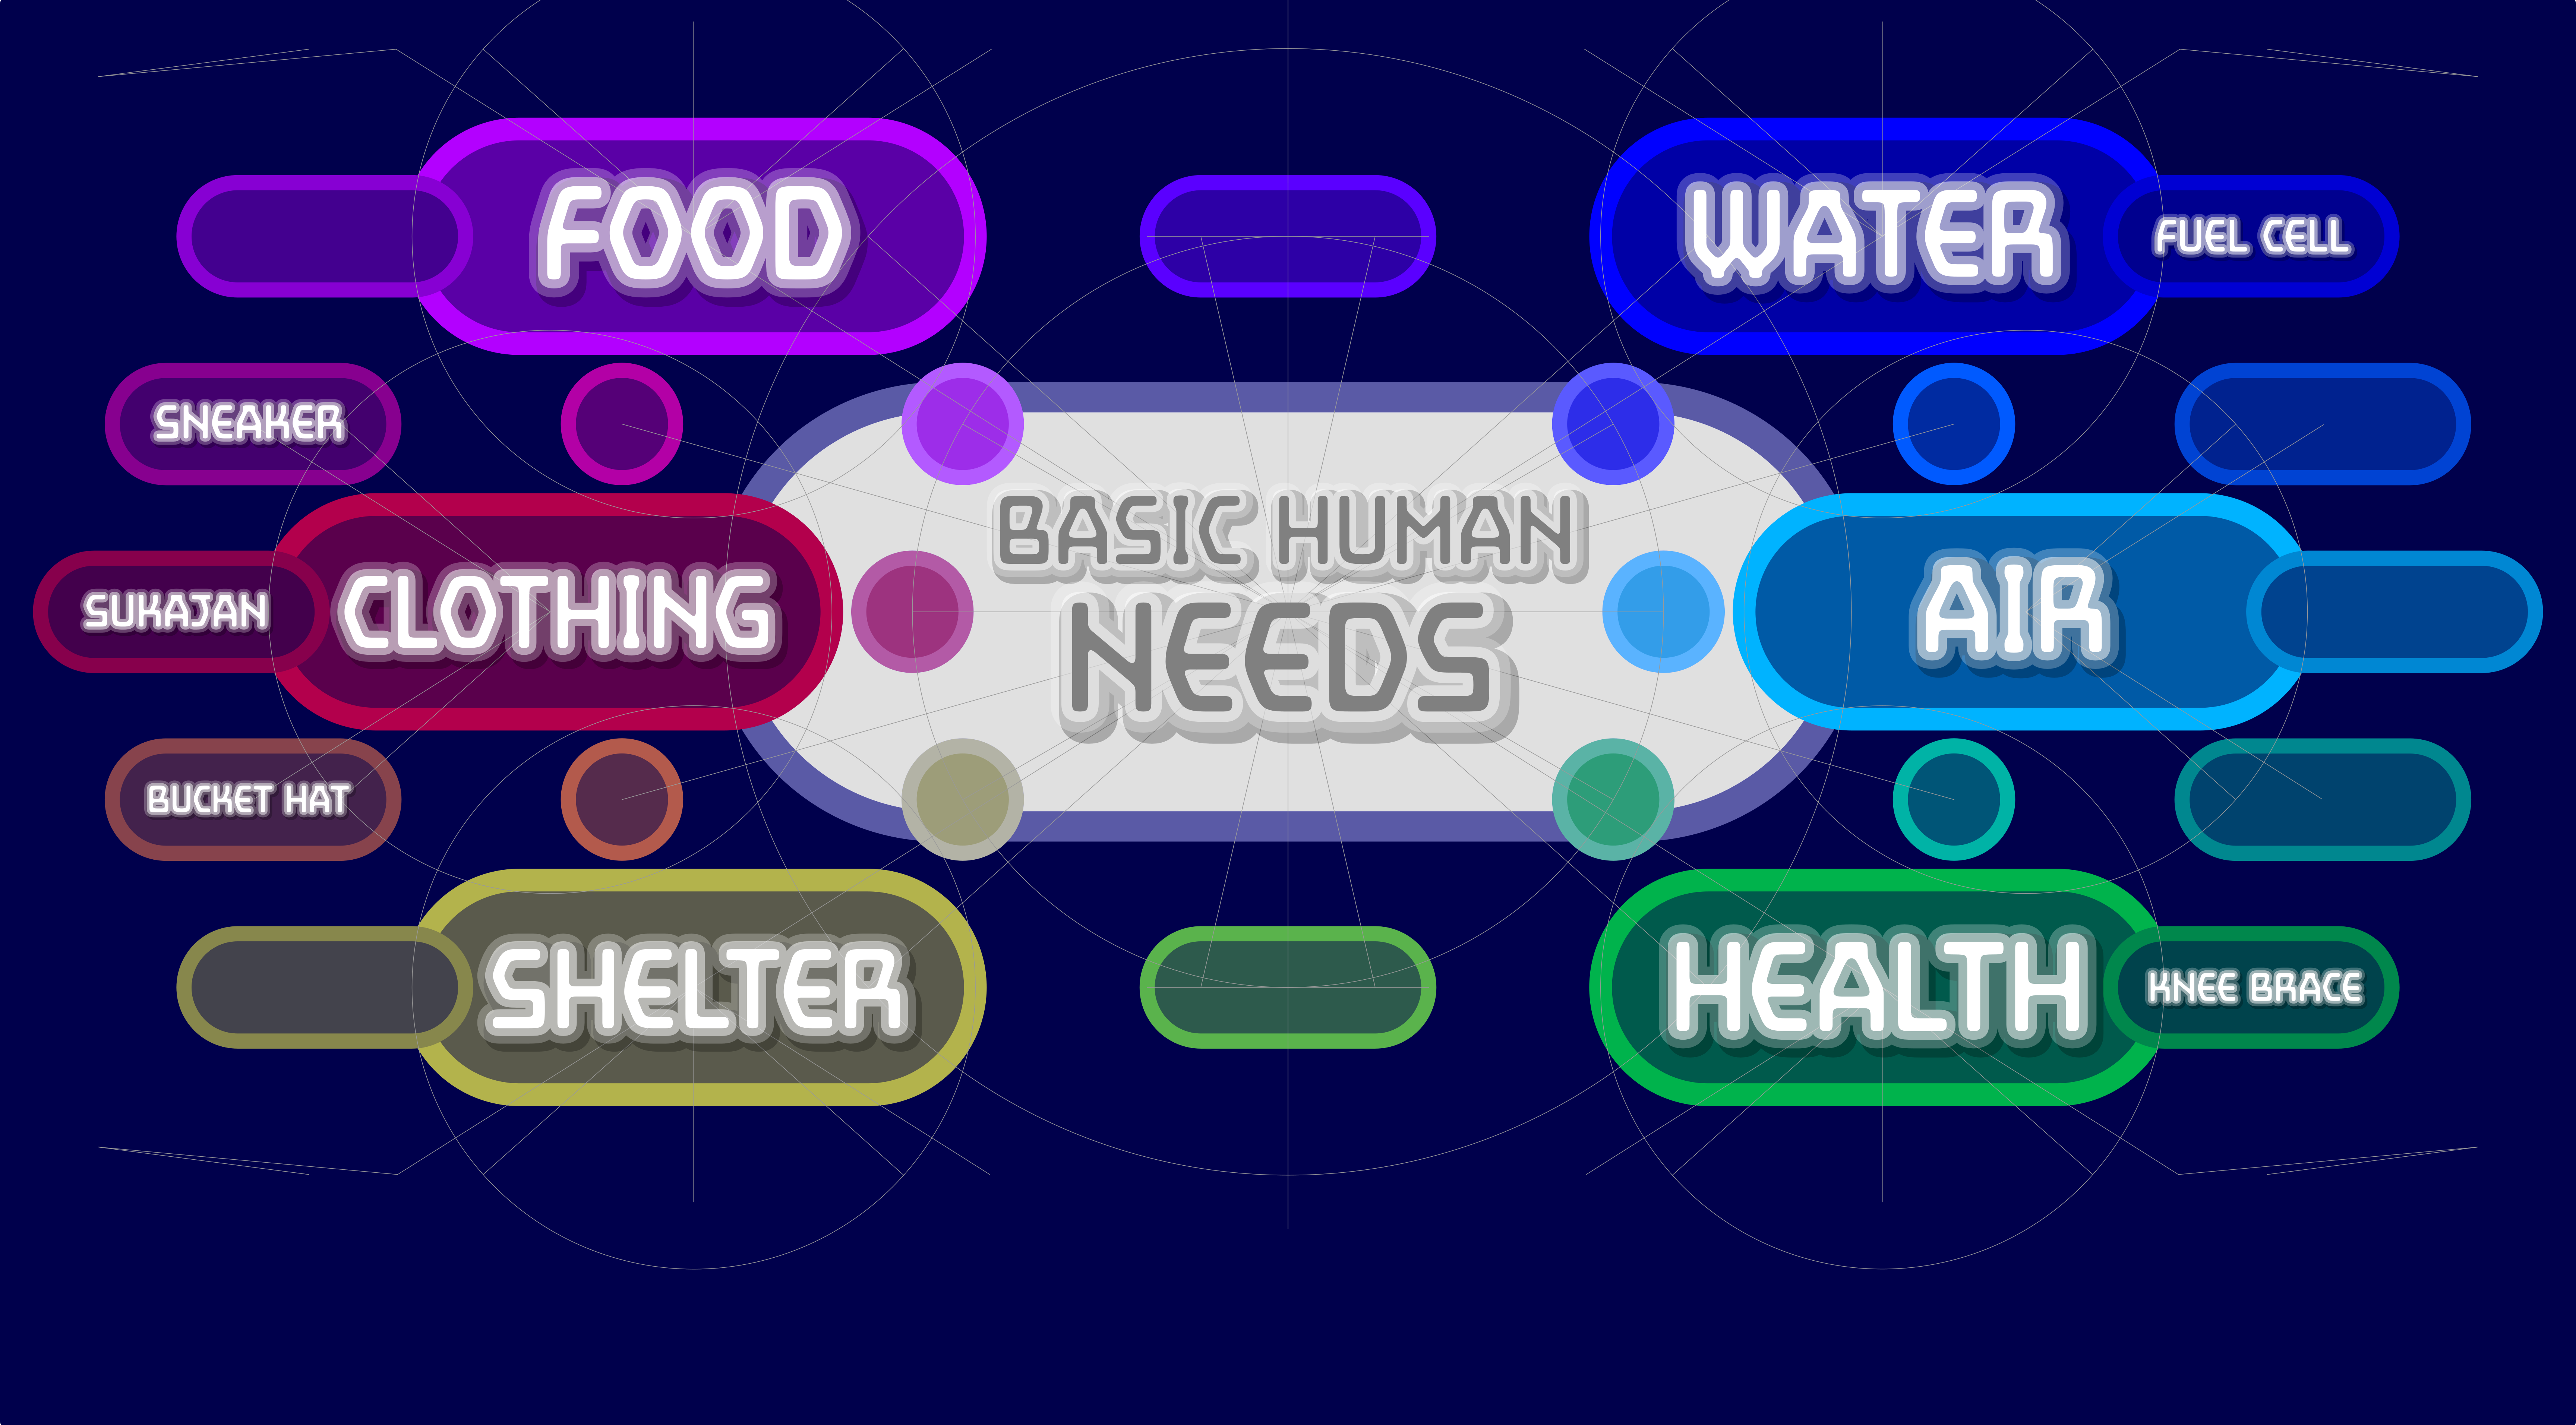 FOOD
WATER
FUEL CELL
SNEAKER
BASIC HUMAN
NEEDS
SUKAJAN
CLOTHING
AIR
BUCKET HAT
SHELTER
HEALTH
KNEE BRACE